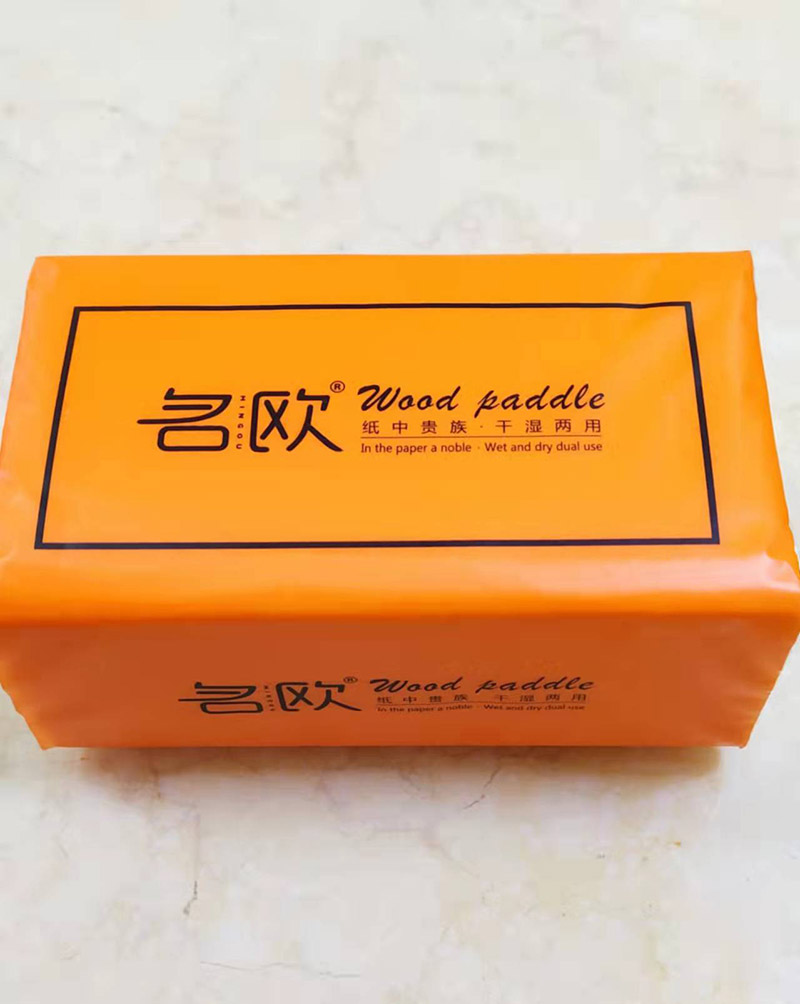 名欧®
MINGOU
Wood paddle
纸中贵族·干湿两用
In the paper a noble · Wet and dry dual use
名欧®
MINGOU
Wood paddle
纸中贵族 干湿两用
In the paper a noble · Wet and dry dual use